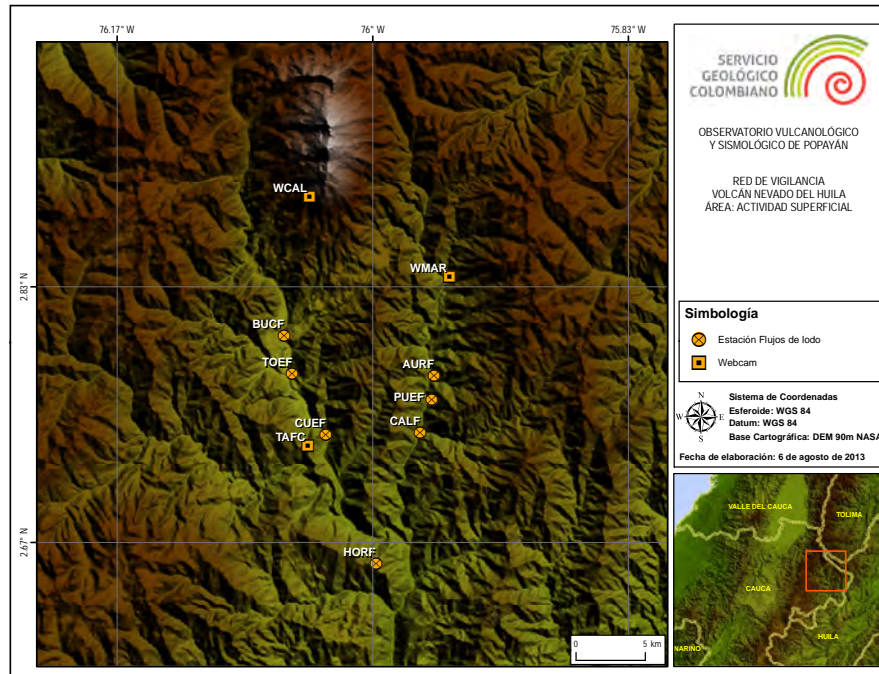 76.17° W
76° W
75.83° W
2.83° N
2.67° N
WCAL
WMAR
BUCF
TOEF
AURF
PUEF
CUEF
CALF
TAFC
HORF
0
5 km
SERVICIO
GEOLÓGICO
COLOMBIANO
OBSERVATORIO VULCANOLÓGICO
Y SISMOLÓGICO DE POPAYÁN
RED DE VIGILANCIA
VOLCÁN NEVADO DEL HUILA
ÁREA: ACTIVIDAD SUPERFICIAL
Simbología
Estación Flujos de lodo
Webcam
N
W
E
S
Sistema de Coordenadas
Esferoide: WGS 84
Datum: WGS 84
Base Cartográfica: DEM 90m NASA
Fecha de elaboración: 6 de agosto de 2013
VALLE DEL CAUCA
TOLIMA
CAUCA
HUILA
NARIÑO